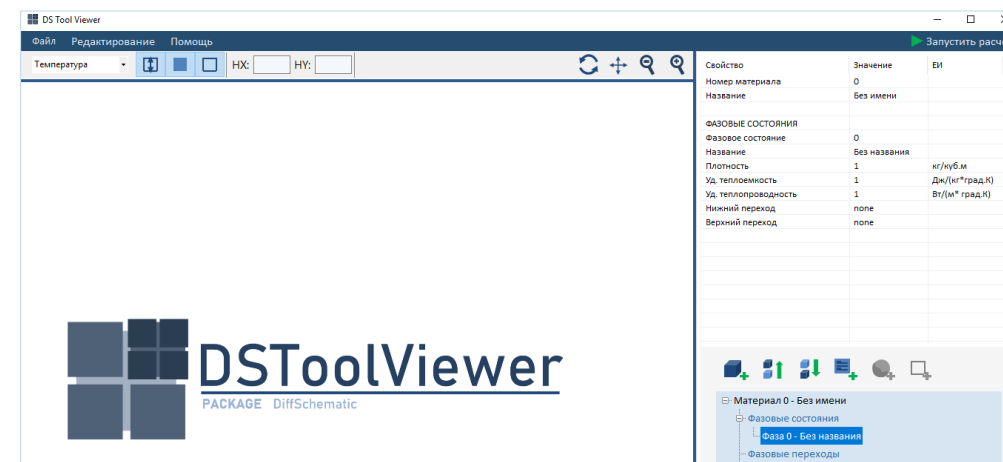 DS Tool Viewer
Файл Редактирование Помощь
Запустить расч
Температура HX: HY:
Свойство Значение ЕИ
Номер материала 0
Название Без имени
ФАЗОВЫЕ СОСТОЯНИЯ
Фазовое состояние 0
Название Без названия
Плотность 1 кг/куб.м
Уд. теплоемкость 1 Дж/(кг*град.К)
Уд. теплопроводность 1 Вт/(м* град.К)
Нижний переход none
Верхний переход none
DSToolViewer
PACKAGE DiffSchematic
Материал 0 - Без имени
Фазовые состояния
Фаза 0 - Без названия
Фазовые переходы